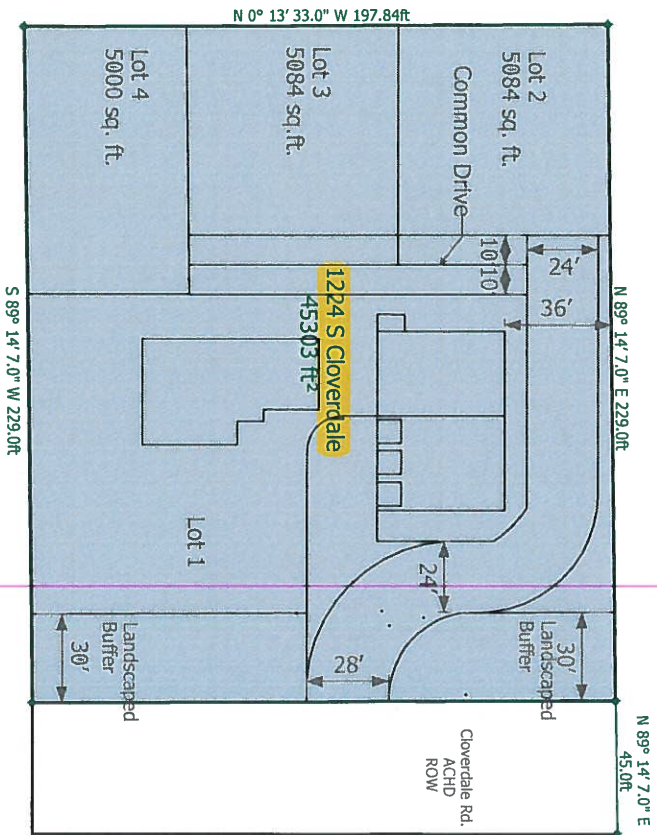 N 0° 13' 33.0" W 197.84ft
Lot 4
5000 sq. ft.
Lot 3
5084 sq.ft.
Lot 2
5084 sq. ft.
Common Drive
10'
10'
24'
36'
N 89° 14' 7.0" E 229.0ft
S 89° 14' 7.0" W 229.0ft
1224 S Cloverdale
45303 ft²
Lot 1
24'
28'
30'
Landscaped
Buffer
Landscaped
Buffer
30'
Cloverdale Rd.
ACHD
ROW
N 89° 14' 7.0" E
45.0ft